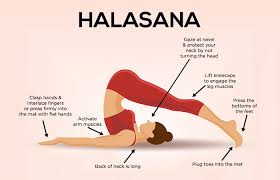 HALASANA
Gaze at navel
& protect your
neck by not
turning the head
Lift kneecaps to
engage the
leg muscles
Clasp hands &
interlace fingers
or press firmly
into the mat with
flat hands
Activate
arm muscles
Press the
bottoms of
the feet
Back of neck is long
Plug toes into the mat